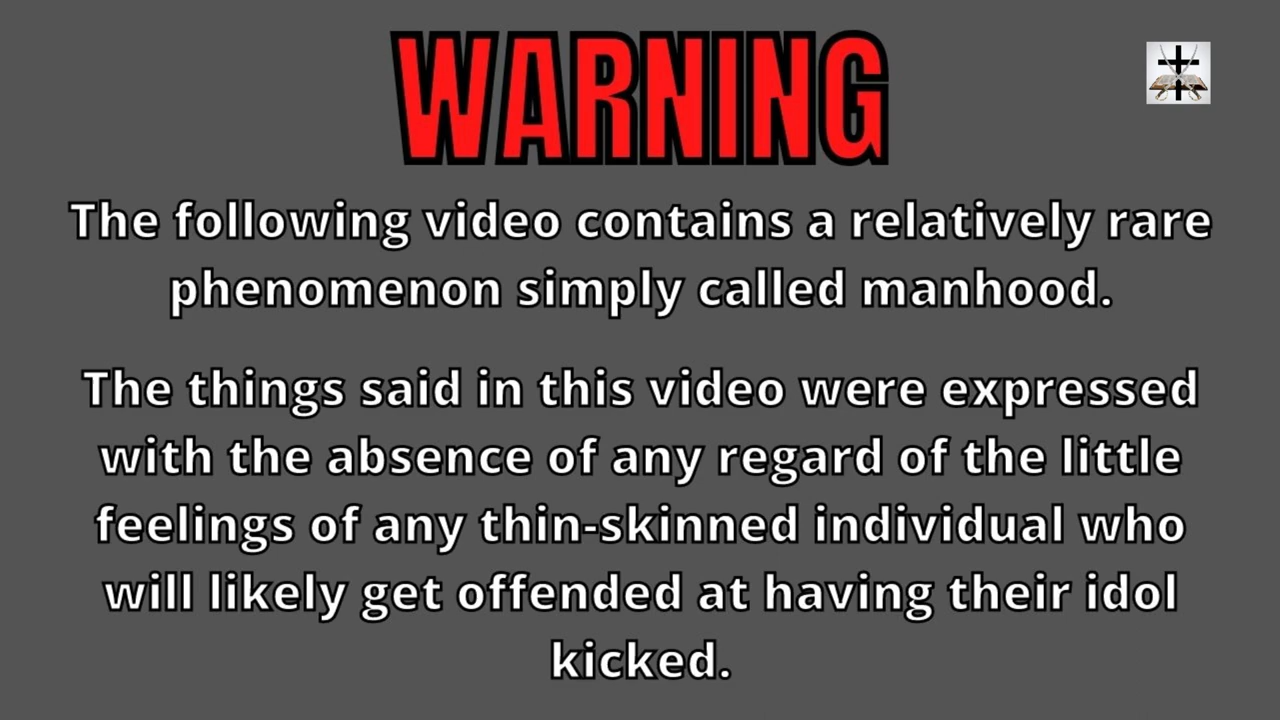 WARNING
The following video contains a relatively rare
phenomenon simply called manhood.
The things said in this video were expressed
with the absence of any regard of the little
feelings of any thin-skinned individual who
will likely get offended at having their idol
kicked.